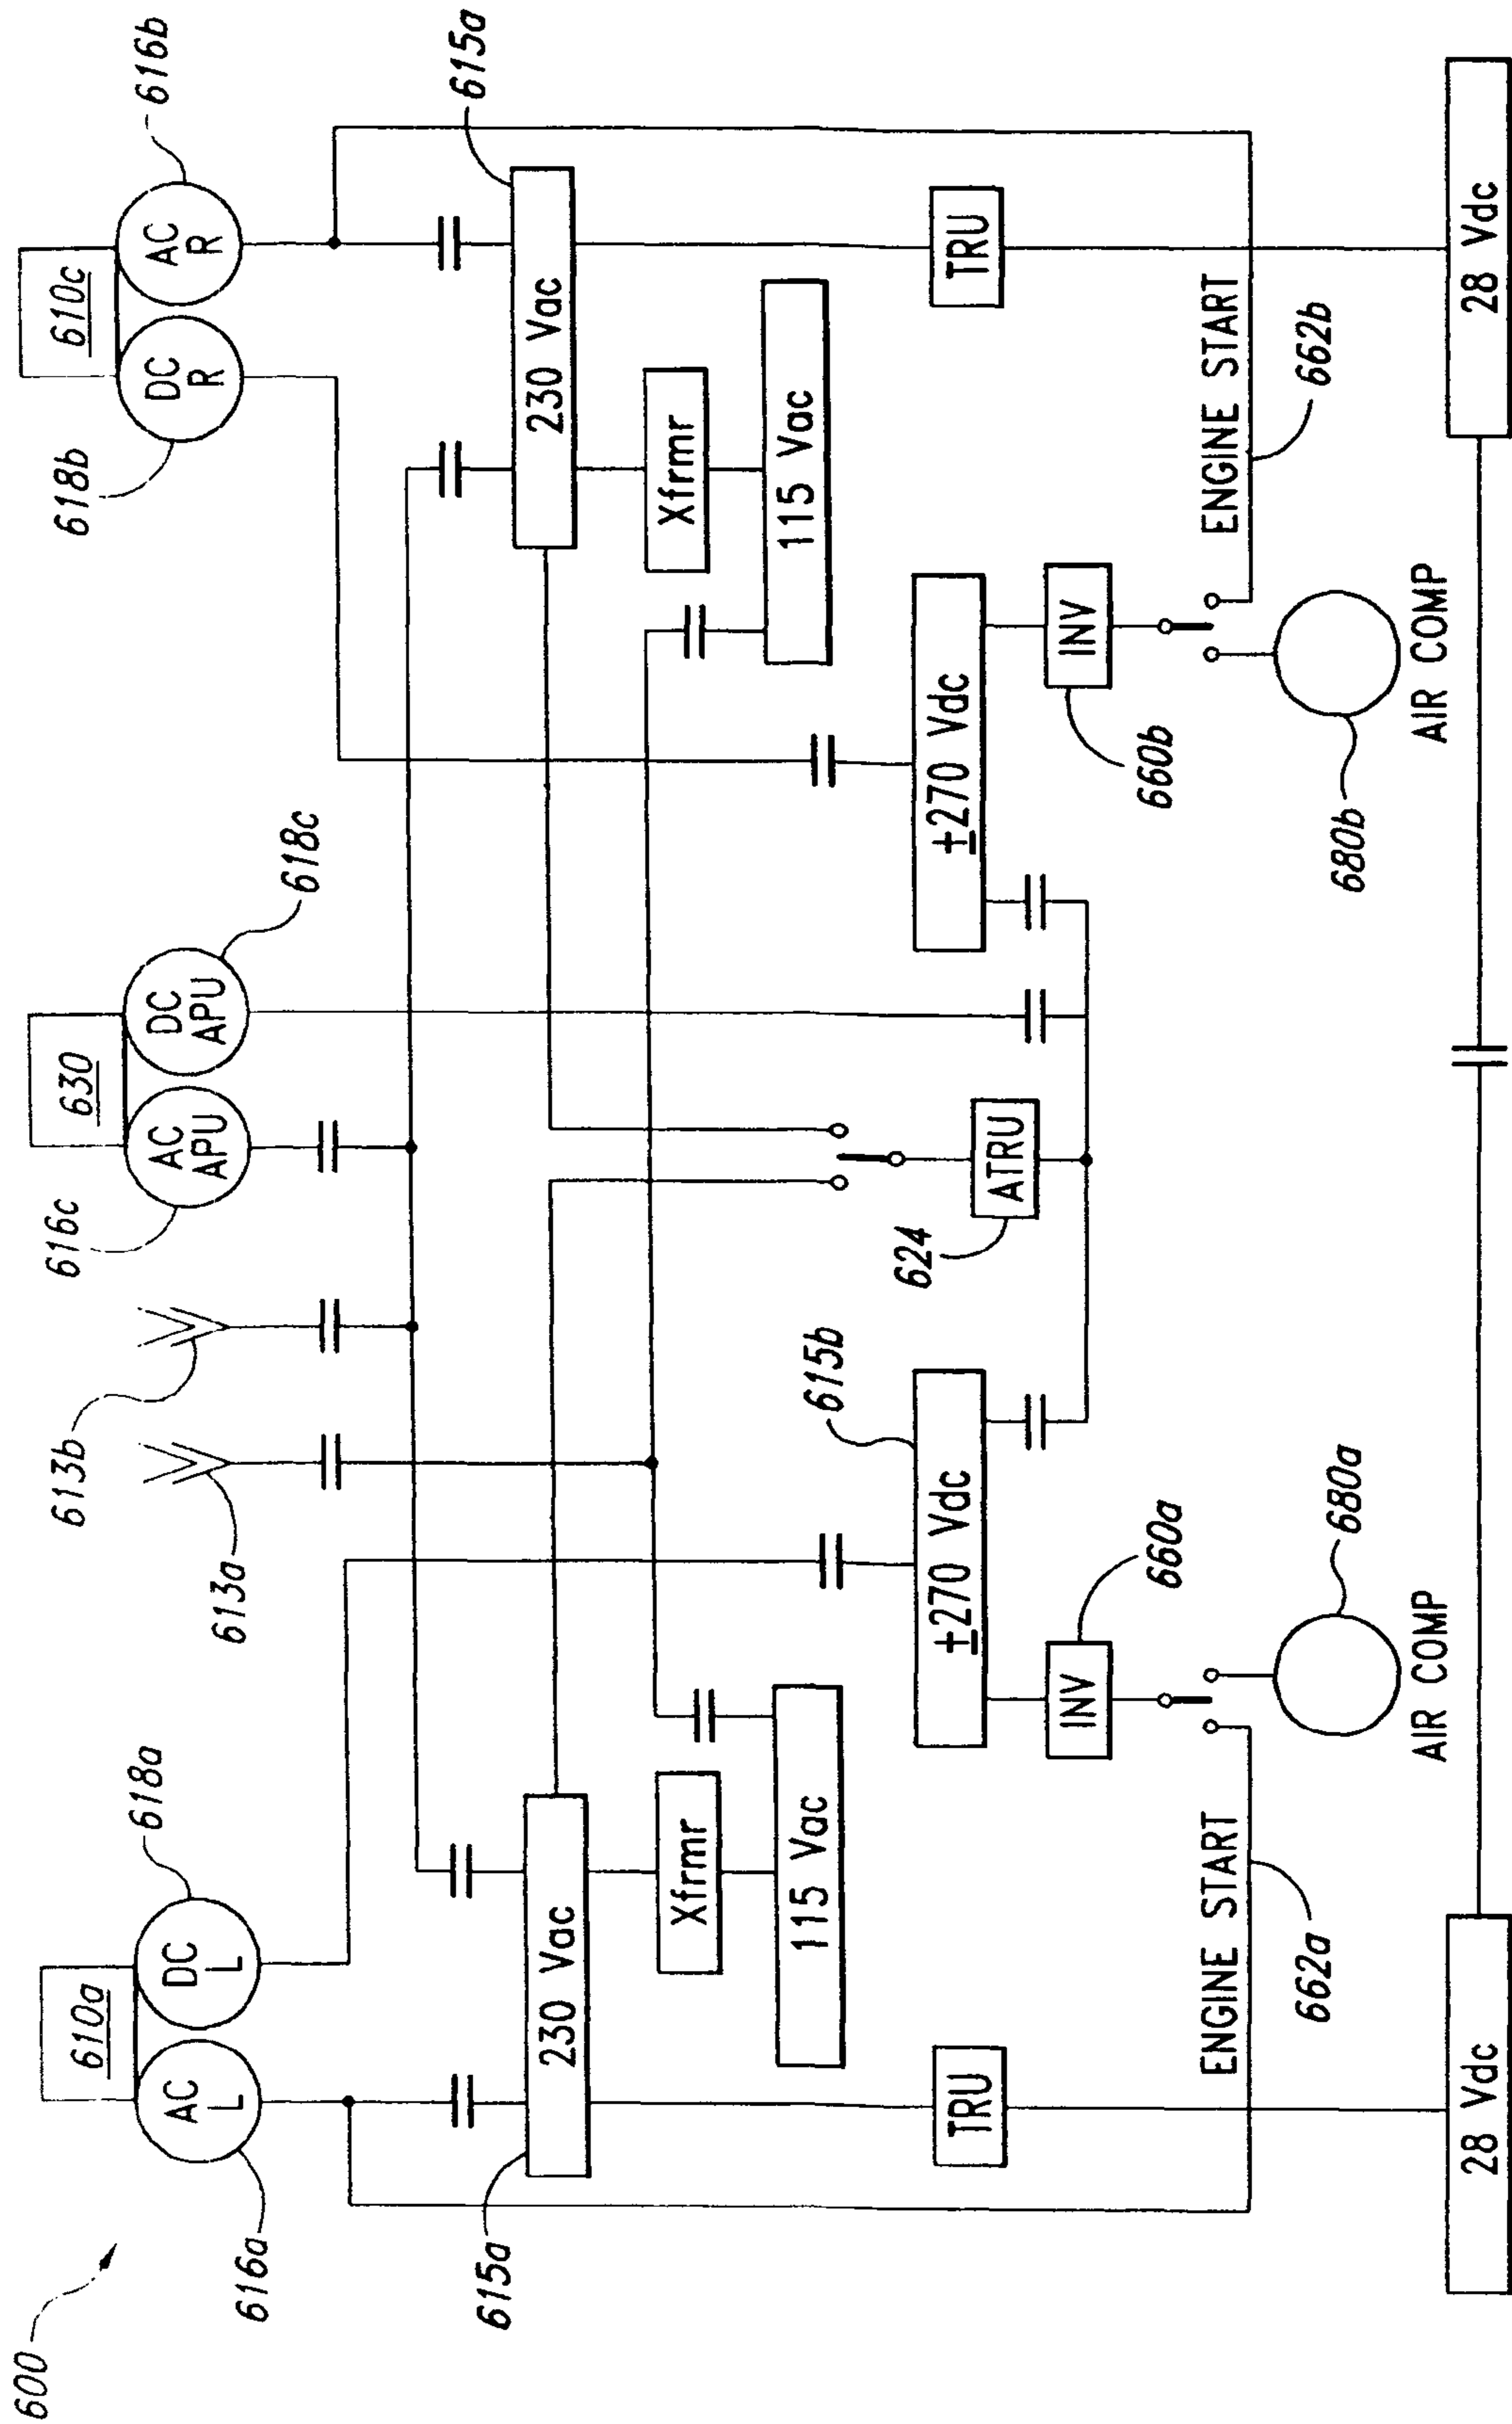 600
610a
AC
L
DC
L
616a
618a
613a
613b
630
AC
APU
DC
APU
616c
618c
610c
DC
R
AC
R
618b
616b
615a
230 Vac
230 Vac
615a
Xfrmr
Xfrmr
115 Vac
115 Vac
615b
±270 Vdc
±270 Vdc
TRU
624
ATRU
TRU
INV
660a
INV
660b
ENGINE START
662a
680a
AIR COMP
ENGINE START
662b
680b
AIR COMP
28 Vdc
28 Vdc